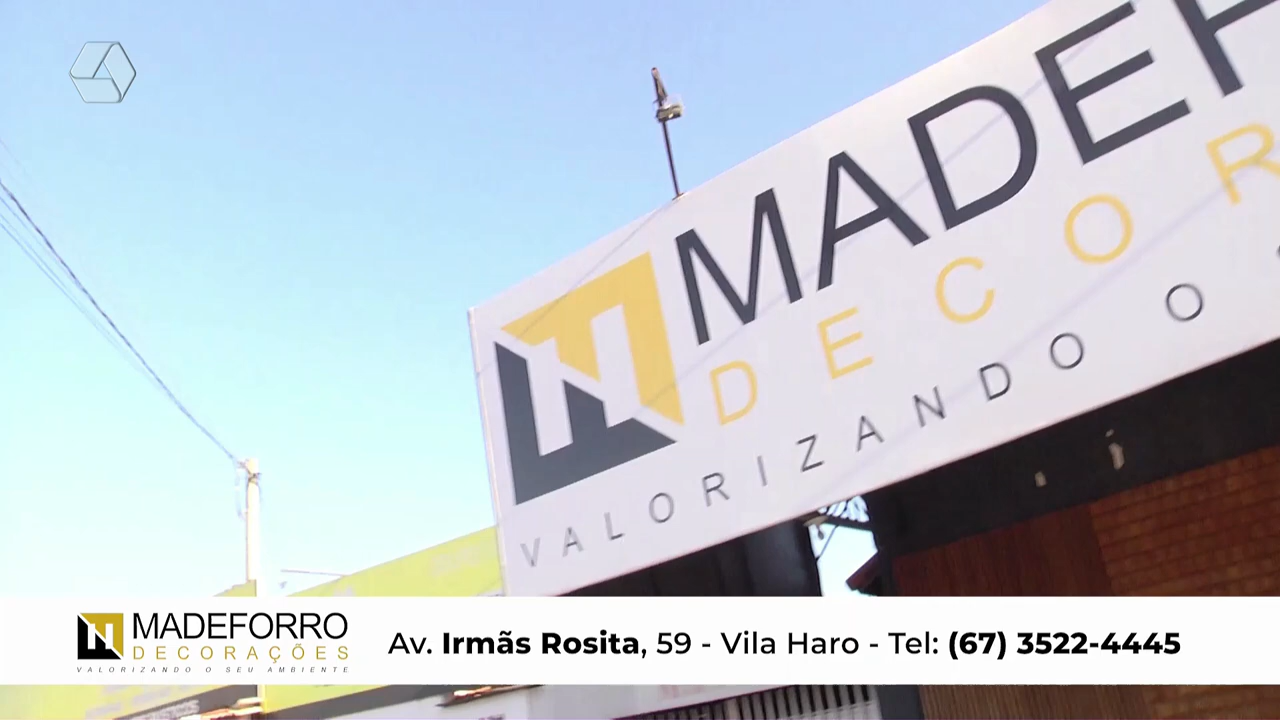 MADEF
DECOR
VALORIZANDO O
MADEFORRO
DECORAÇÕES
VALORIZANDO O SEU AMBIENTE
Av. Irmãs Rosita, 59 - Vila Haro - Tel: (67) 3522-4445